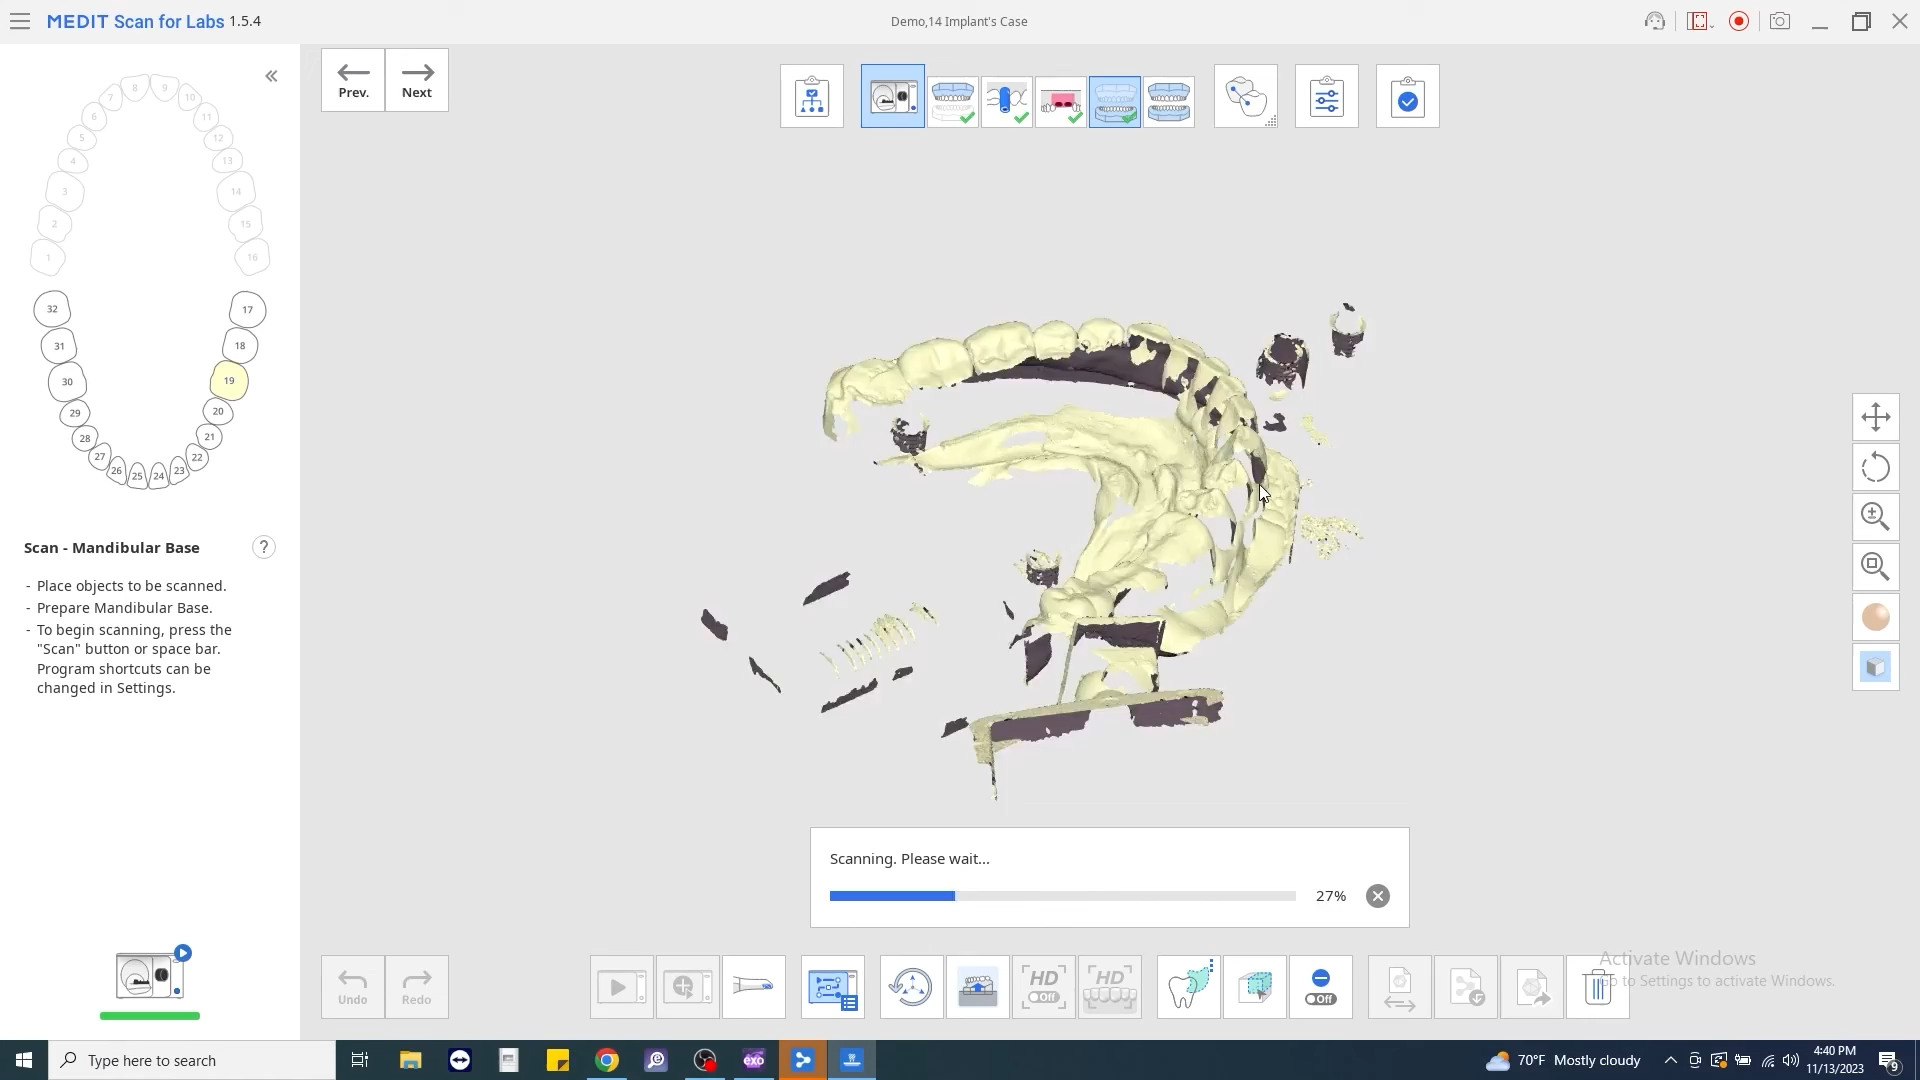 MEDIT Scan for Labs 1.5.4
Demo,14 Implant's Case
Prev.
Next
7 8 9 10
6 11
5 12
4 13
3 14
2 15
1 16
32 17
31 18
30 19
29 20
28 21
27 22
26 25 24 23
Scan - Mandibular Base ?
- Place objects to be scanned.
- Prepare Mandibular Base.
- To begin scanning, press the
"Scan" button or space bar.
Program shortcuts can be
changed in Settings.
Scanning. Please wait...
27%
Undo
Redo
HD
Off
HD
Off
Activate Windows
Go to Settings to activate Windows.
Type here to search
exo
70°F Mostly cloudy
4:40 PM
11/13/2023
9